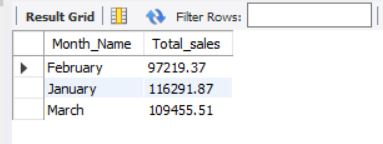 Result Grid Filter Rows:
Month_Name Total_sales
February 97219.37
January 116291.87
March 109455.51